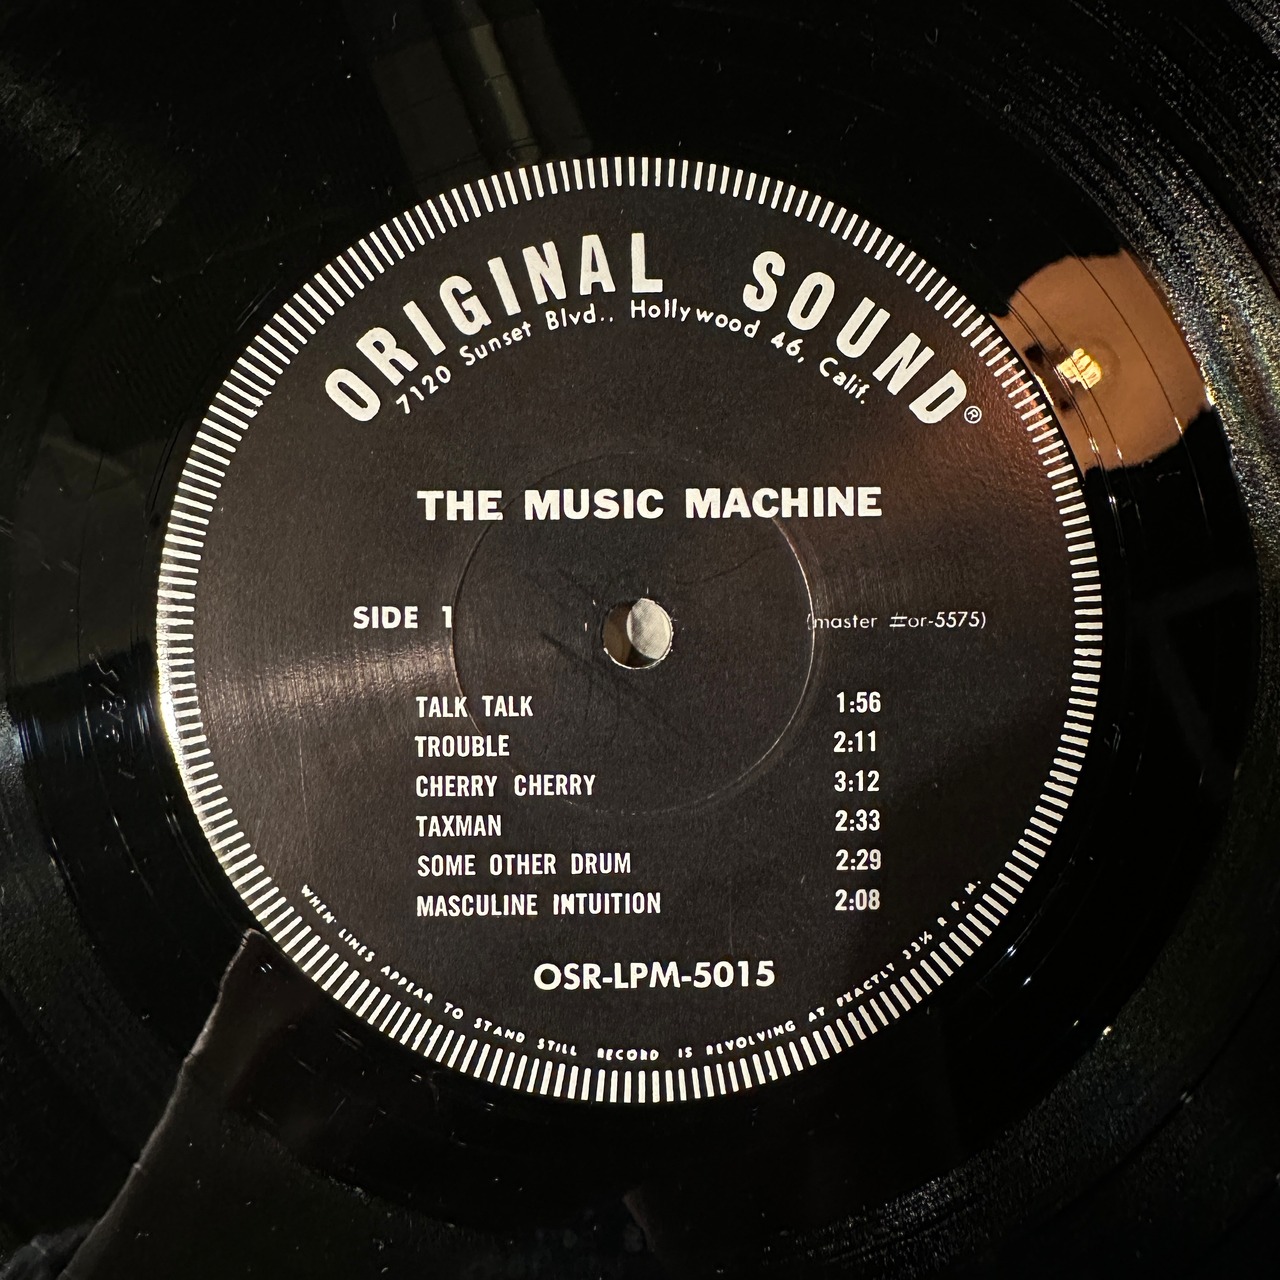 ORIGINAL SOUND®
7120 Sunset Blvd., Hollywood 46, Calif.
THE MUSIC MACHINE
SIDE 1 (master #or-5575)
TALK TALK 1:56
TROUBLE 2:11
CHERRY CHERRY 3:12
TAXMAN 2:33
SOME OTHER DRUM 2:29
MASCULINE INTUITION 2:08
OSR-LPM-5015
WHEN LINES APPEAR TO STAND STILL RECORD IS REVOLVING AT EXACTLY 33⅓ R.P.M.